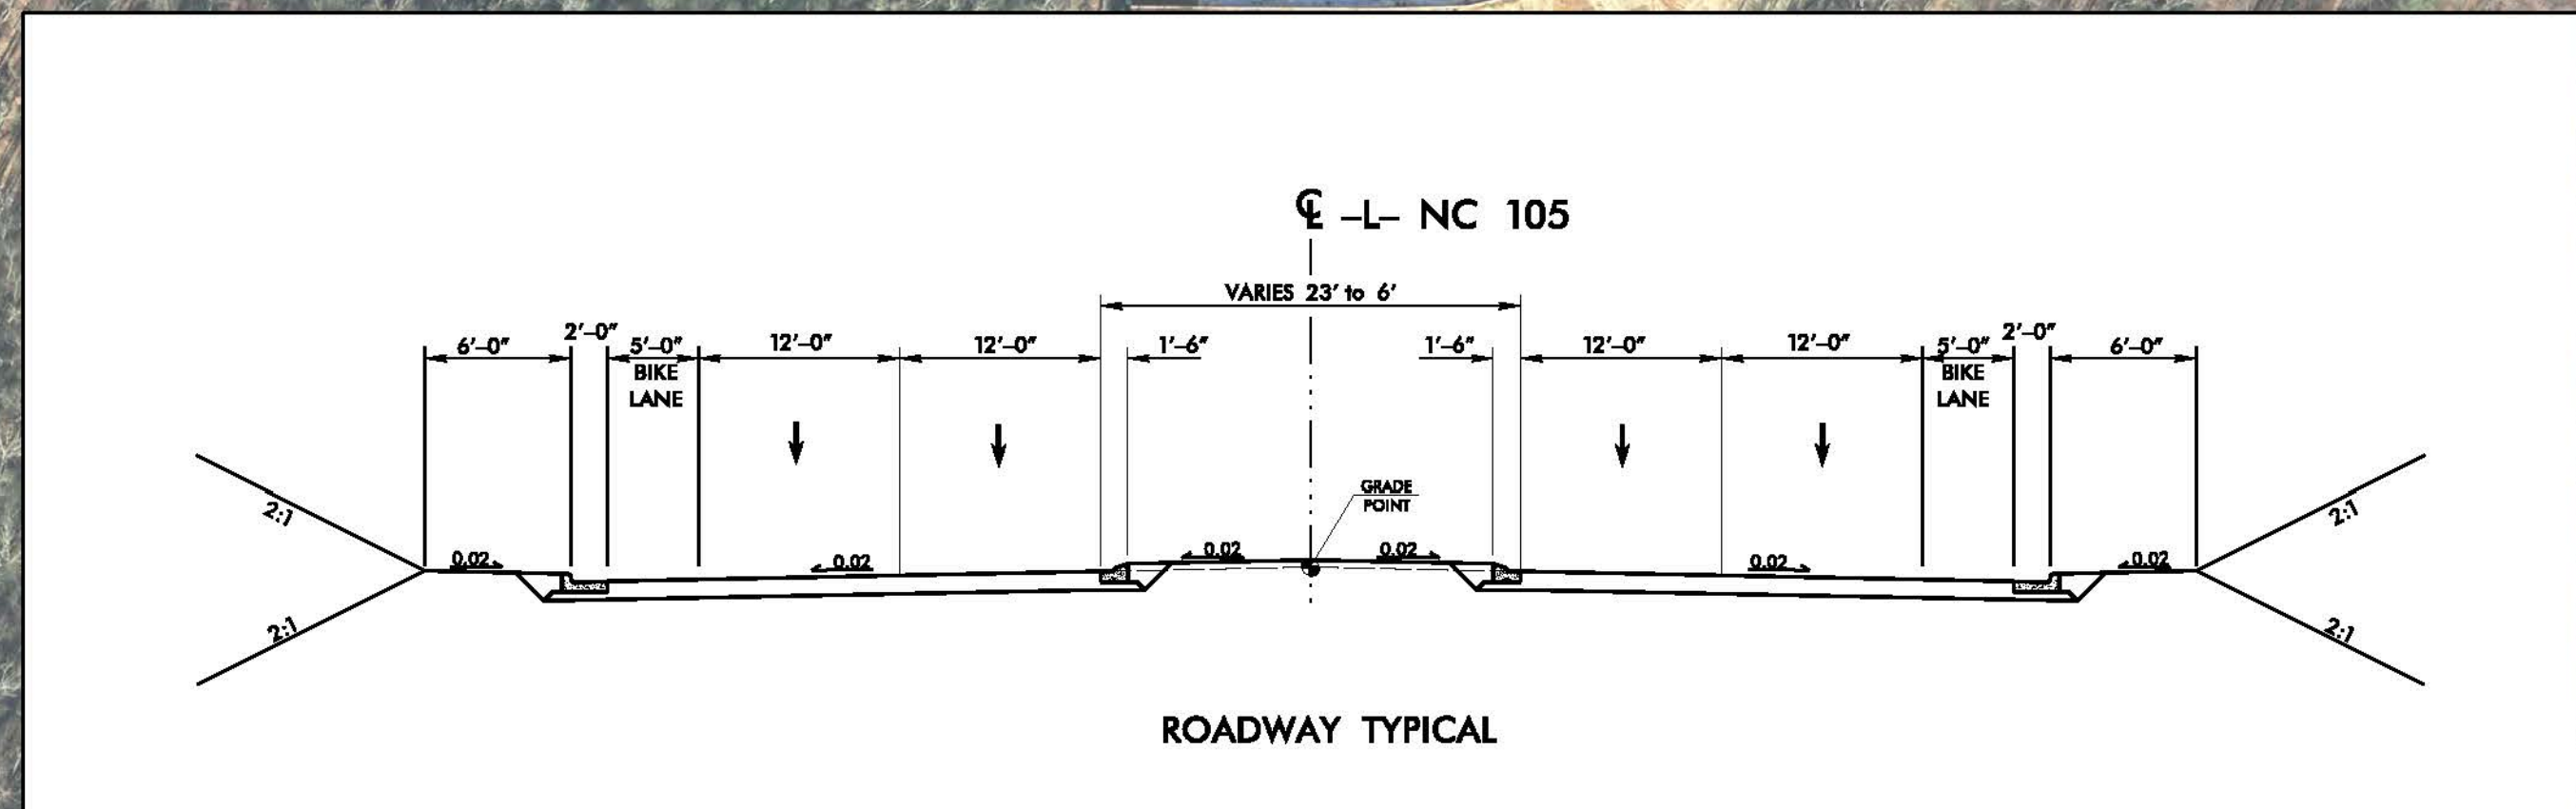 ℄ –L– NC 105
VARIES 23' to 6'
6'–0" 2'–0" 5'–0" 12'–0" 12'–0" 1'–6" 1'–6" 12'–0" 12'–0" 5'–0" 2'–0" 6'–0"
BIKE BIKE
LANE LANE
GRADE
POINT
2:1 2:1
0.02 0.02 0.02 0.02 0.02 0.02
2:1 2:1
ROADWAY TYPICAL